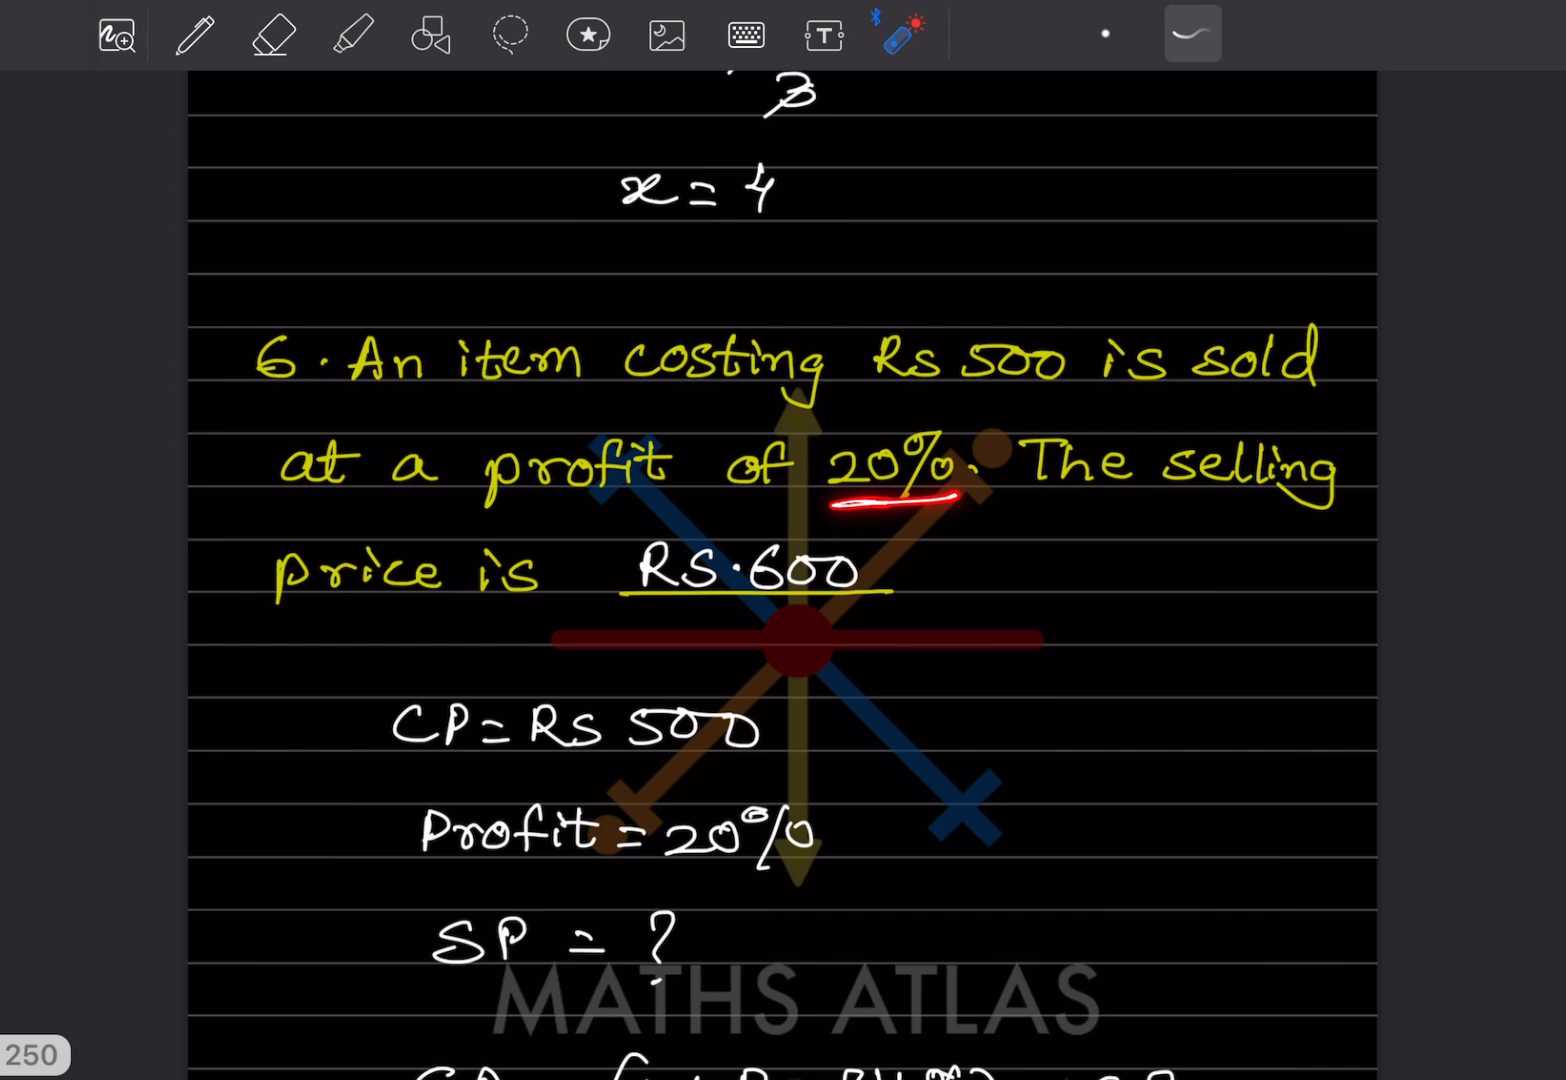 3
x = 4
6. An item costing Rs 500 is sold
at a profit of 20%. The selling
price is RS.600
CP = RS 500
Profit = 20%
SP = ?
MATHS ATLAS
250